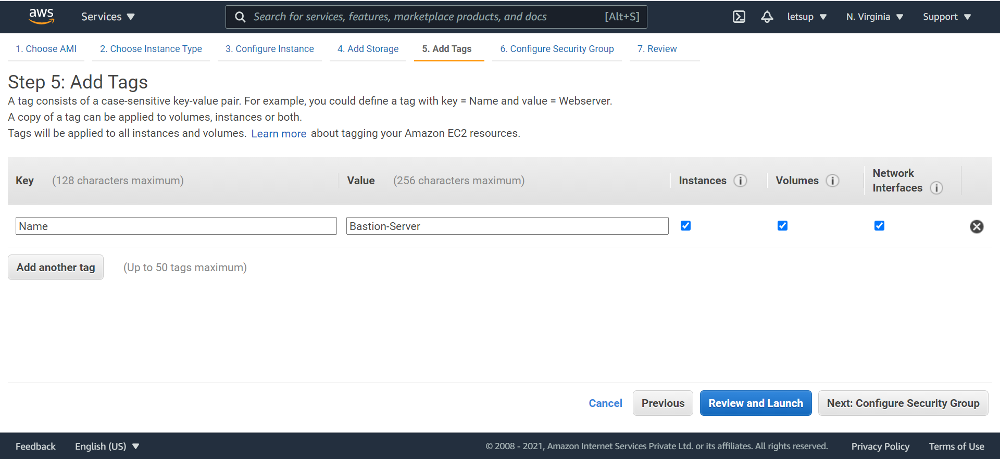 aws Services Search for services, features, marketplace products, and docs [Alt+S] letsup N. Virginia Support
1. Choose AMI 2. Choose Instance Type 3. Configure Instance 4. Add Storage 5. Add Tags 6. Configure Security Group 7. Review
Step 5: Add Tags
A tag consists of a case-sensitive key-value pair. For example, you could define a tag with key = Name and value = Webserver.
A copy of a tag can be applied to volumes, instances or both.
Tags will be applied to all instances and volumes. Learn more about tagging your Amazon EC2 resources.
Key (128 characters maximum) Value (256 characters maximum) Instances i Volumes i Network
Interfaces i
Name Bastion-Server
Add another tag (Up to 50 tags maximum)
Cancel Previous Review and Launch Next: Configure Security Group
Feedback English (US) © 2008 - 2021, Amazon Internet Services Private Ltd. or its affiliates. All rights reserved. Privacy Policy Terms of Use